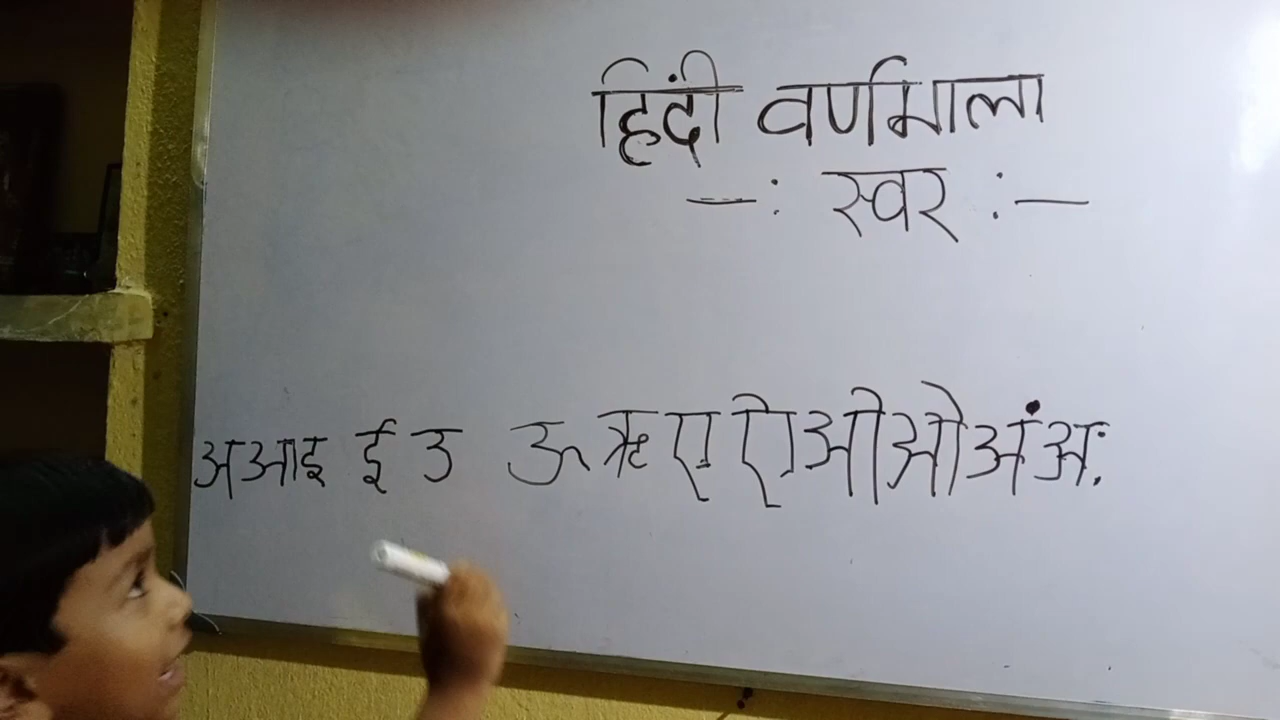 हिंदी वर्णमाला
—: स्वर :—
अ आ इ ई उ ऊ ऋ ए ऐ ओ औ अं अः